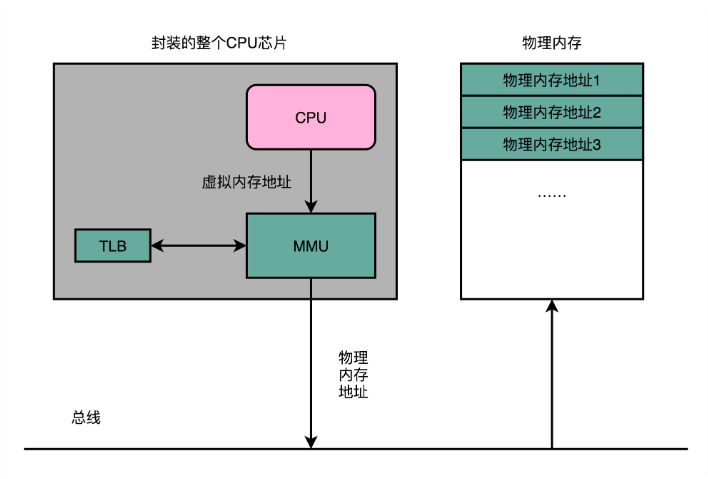 封装的整个CPU芯片
物理内存
CPU
物理内存地址1
物理内存地址2
物理内存地址3
虚拟内存地址
……
TLB
MMU
物理
内存
地址
总线